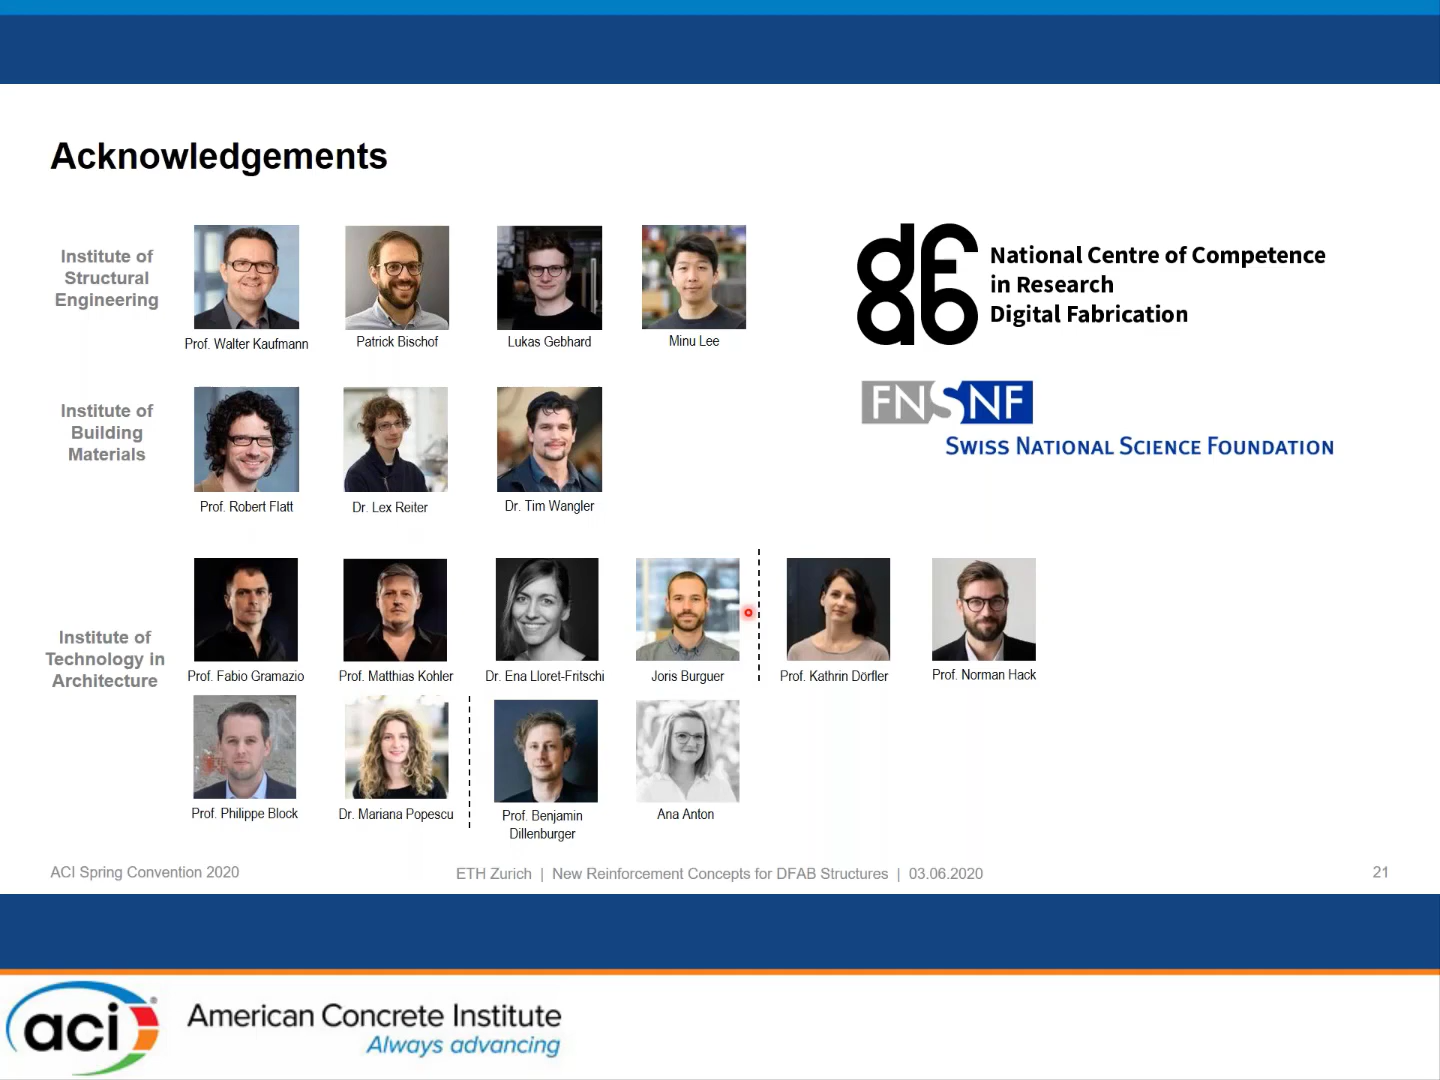 Acknowledgements
Institute of
Structural
Engineering
Prof. Walter Kaufmann
Patrick Bischof
Lukas Gebhard
Minu Lee
dfab
National Centre of Competence
in Research
Digital Fabrication
FNSNF
SWISS NATIONAL SCIENCE FOUNDATION
Institute of
Building
Materials
Prof. Robert Flatt
Dr. Lex Reiter
Dr. Tim Wangler
Institute of
Technology in
Architecture
Prof. Fabio Gramazio
Prof. Matthias Kohler
Dr. Ena Lloret-Fritschi
Joris Burguer
Prof. Kathrin Dörfler
Prof. Norman Hack
Prof. Philippe Block
Dr. Mariana Popescu
Prof. Benjamin
Dillenburger
Ana Anton
ACI Spring Convention 2020
ETH Zurich | New Reinforcement Concepts for DFAB Structures | 03.06.2020
21
aci®
American Concrete Institute
Always advancing